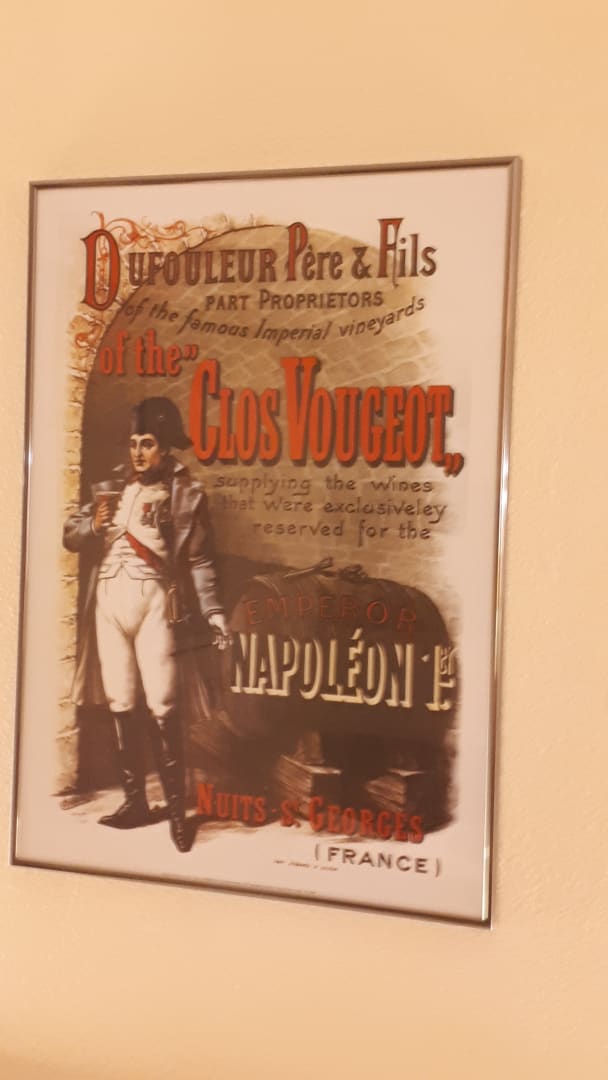 DUFOULEUR Père & Fils
PART PROPRIETORS
of the famous Imperial vineyards
of the"
CLOS VOUGEOT„
supplying the wines
that were exclusiveley
reserved for the
EMPEROR
NAPOLÉON 1er
NUITS-St GEORGES
(FRANCE)